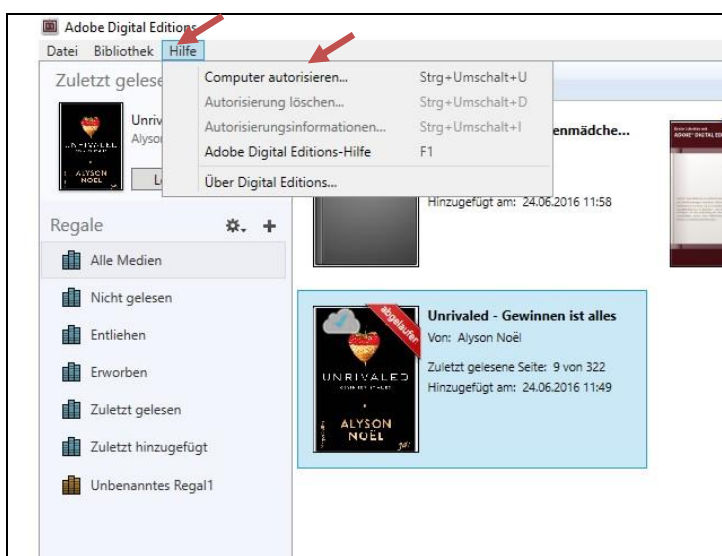 Adobe Digital Editions
Datei Bibliothek Hilfe
Zuletzt gelese
Computer autorisieren... Strg+Umschalt+U
Autorisierung löschen... Strg+Umschalt+D
Autorisierungsinformationen... Strg+Umschalt+I
Adobe Digital Editions-Hilfe F1
Über Digital Editions...
Unriv
Alyso
UNRIVALED
ALYSON
NOËL
L
enmädche...
Hinzugefügt am: 24.06.2016 11:58
Regale
Alle Medien
Nicht gelesen
Entliehen
Erworben
Zuletzt gelesen
Zuletzt hinzugefügt
Unbenanntes Regal1
abgelaufen
UNRIVALED
ALYSON
NOËL
Unrivaled - Gewinnen ist alles
Von: Alyson Noël
Zuletzt gelesene Seite: 9 von 322
Hinzugefügt am: 24.06.2016 11:49